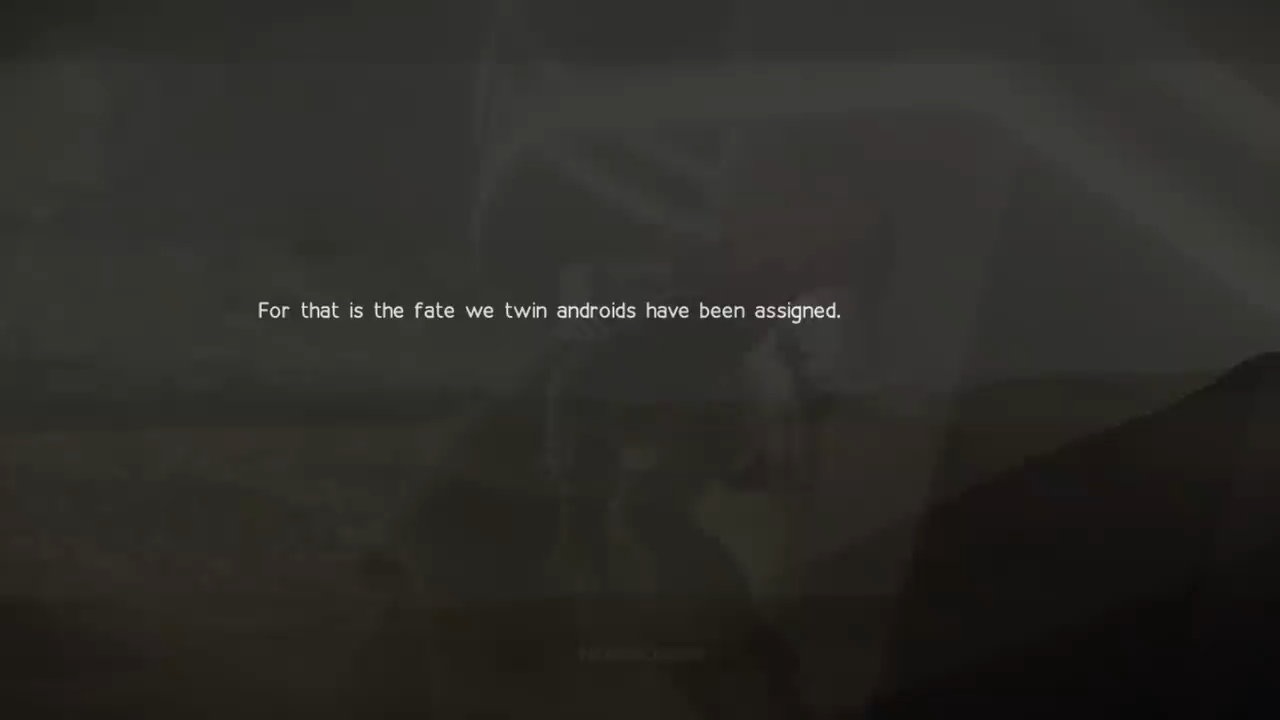 For that is the fate we twin androids have been assigned.